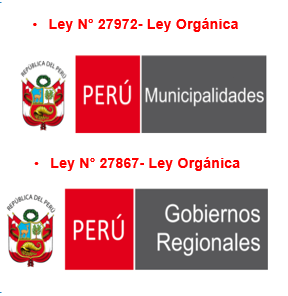 • Ley N° 27972- Ley Orgánica
REPÚBLICA DEL PERÚ
PERÚ
Municipalidades
• Ley N° 27867- Ley Orgánica
REPÚBLICA DEL PERÚ
PERÚ
Gobiernos
Regionales